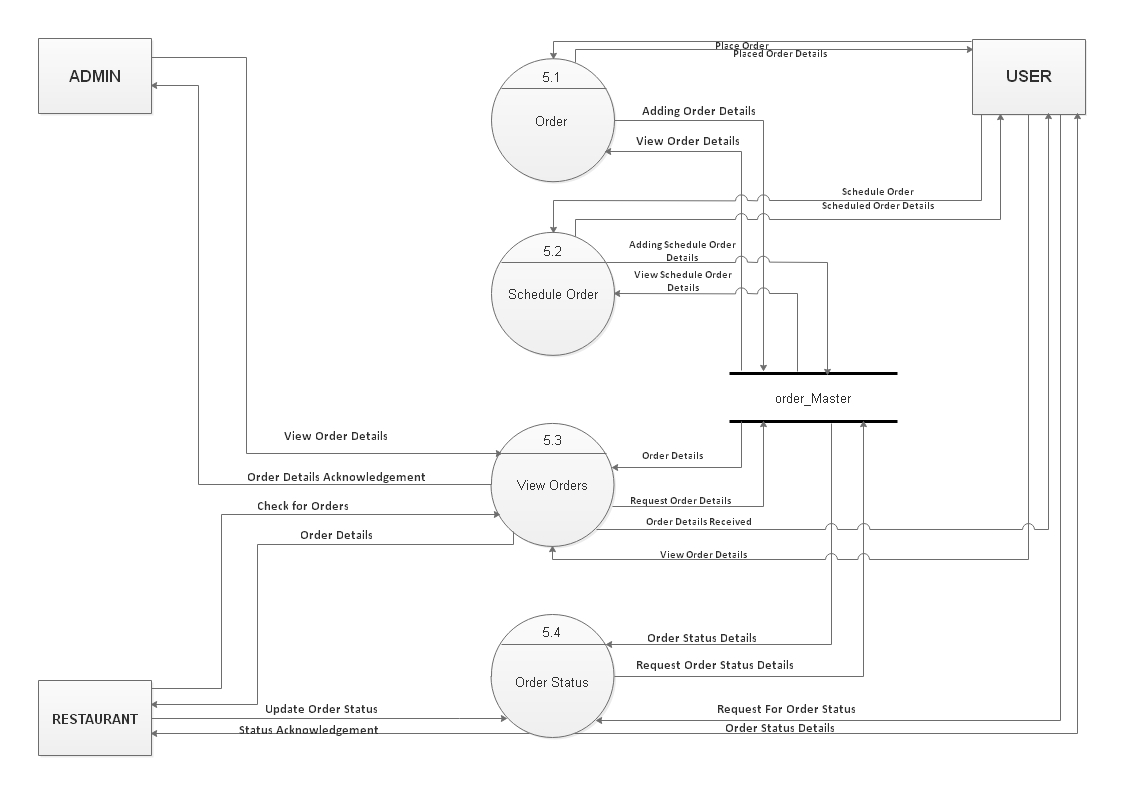 ADMIN
USER
Place Order
Placed Order Details
5.1
Order
Adding Order Details
View Order Details
Schedule Order
Scheduled Order Details
5.2
Schedule Order
Adding Schedule Order
Details
View Schedule Order
Details
order_Master
View Order Details
5.3
View Orders
Order Details
Order Details Acknowledgement
Request Order Details
Check for Orders
Order Details Received
Order Details
View Order Details
5.4
Order Status
Order Status Details
Request Order Status Details
RESTAURANT
Update Order Status
Request For Order Status
Status Acknowledgement
Order Status Details